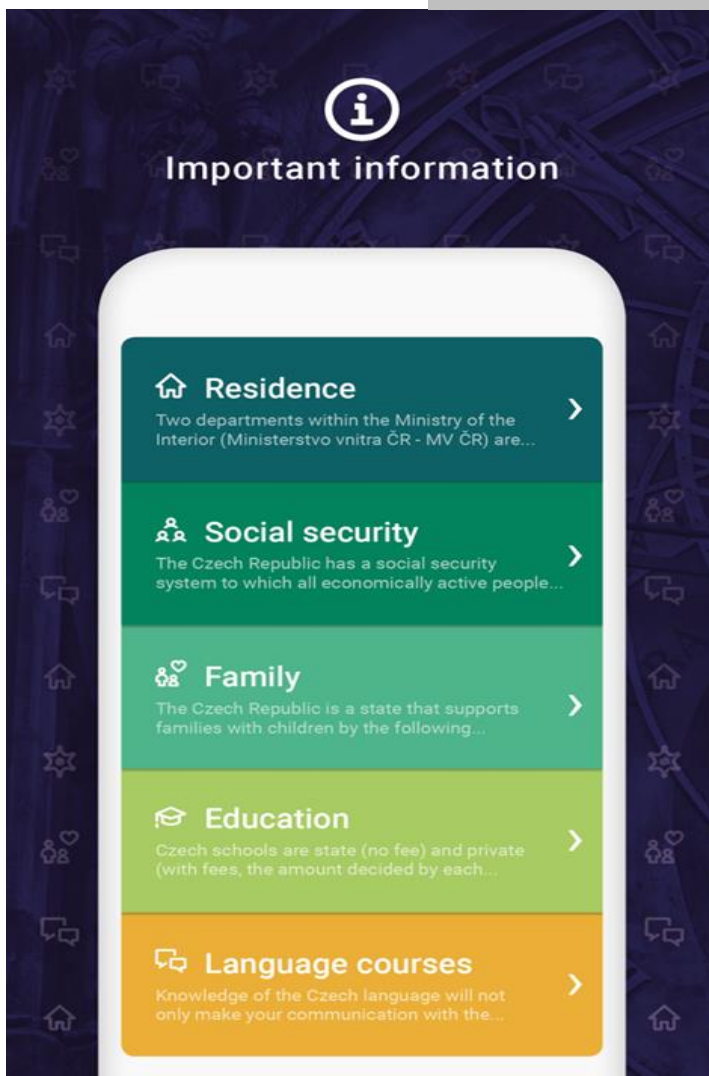 Important information
Residence
Two departments within the Ministry of the
Interior (Ministerstvo vnitra ČR - MV ČR) are...
Social security
The Czech Republic has a social security
system to which all economically active people...
Family
The Czech Republic is a state that supports
families with children by the following...
Education
Czech schools are state (no fee) and private
(with fees, the amount decided by each...
Language courses
Knowledge of the Czech language will not
only make your communication with the...